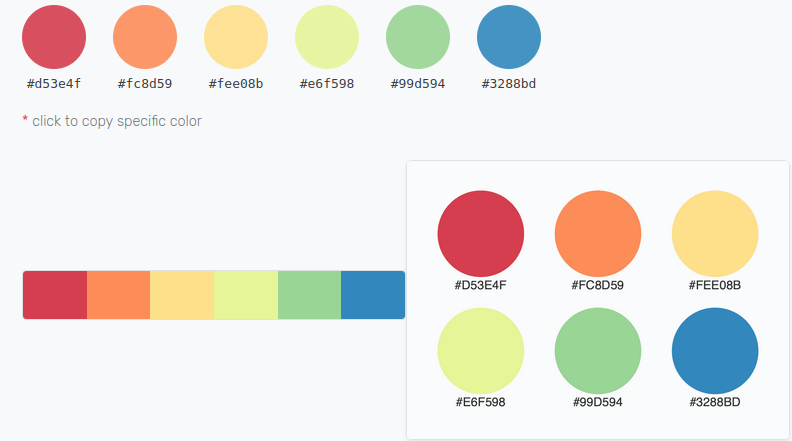 #d53e4f #fc8d59 #fee08b #e6f598 #99d594 #3288bd
* click to copy specific color
#D53E4F #FC8D59 #FEE08B
#E6F598 #99D594 #3288BD